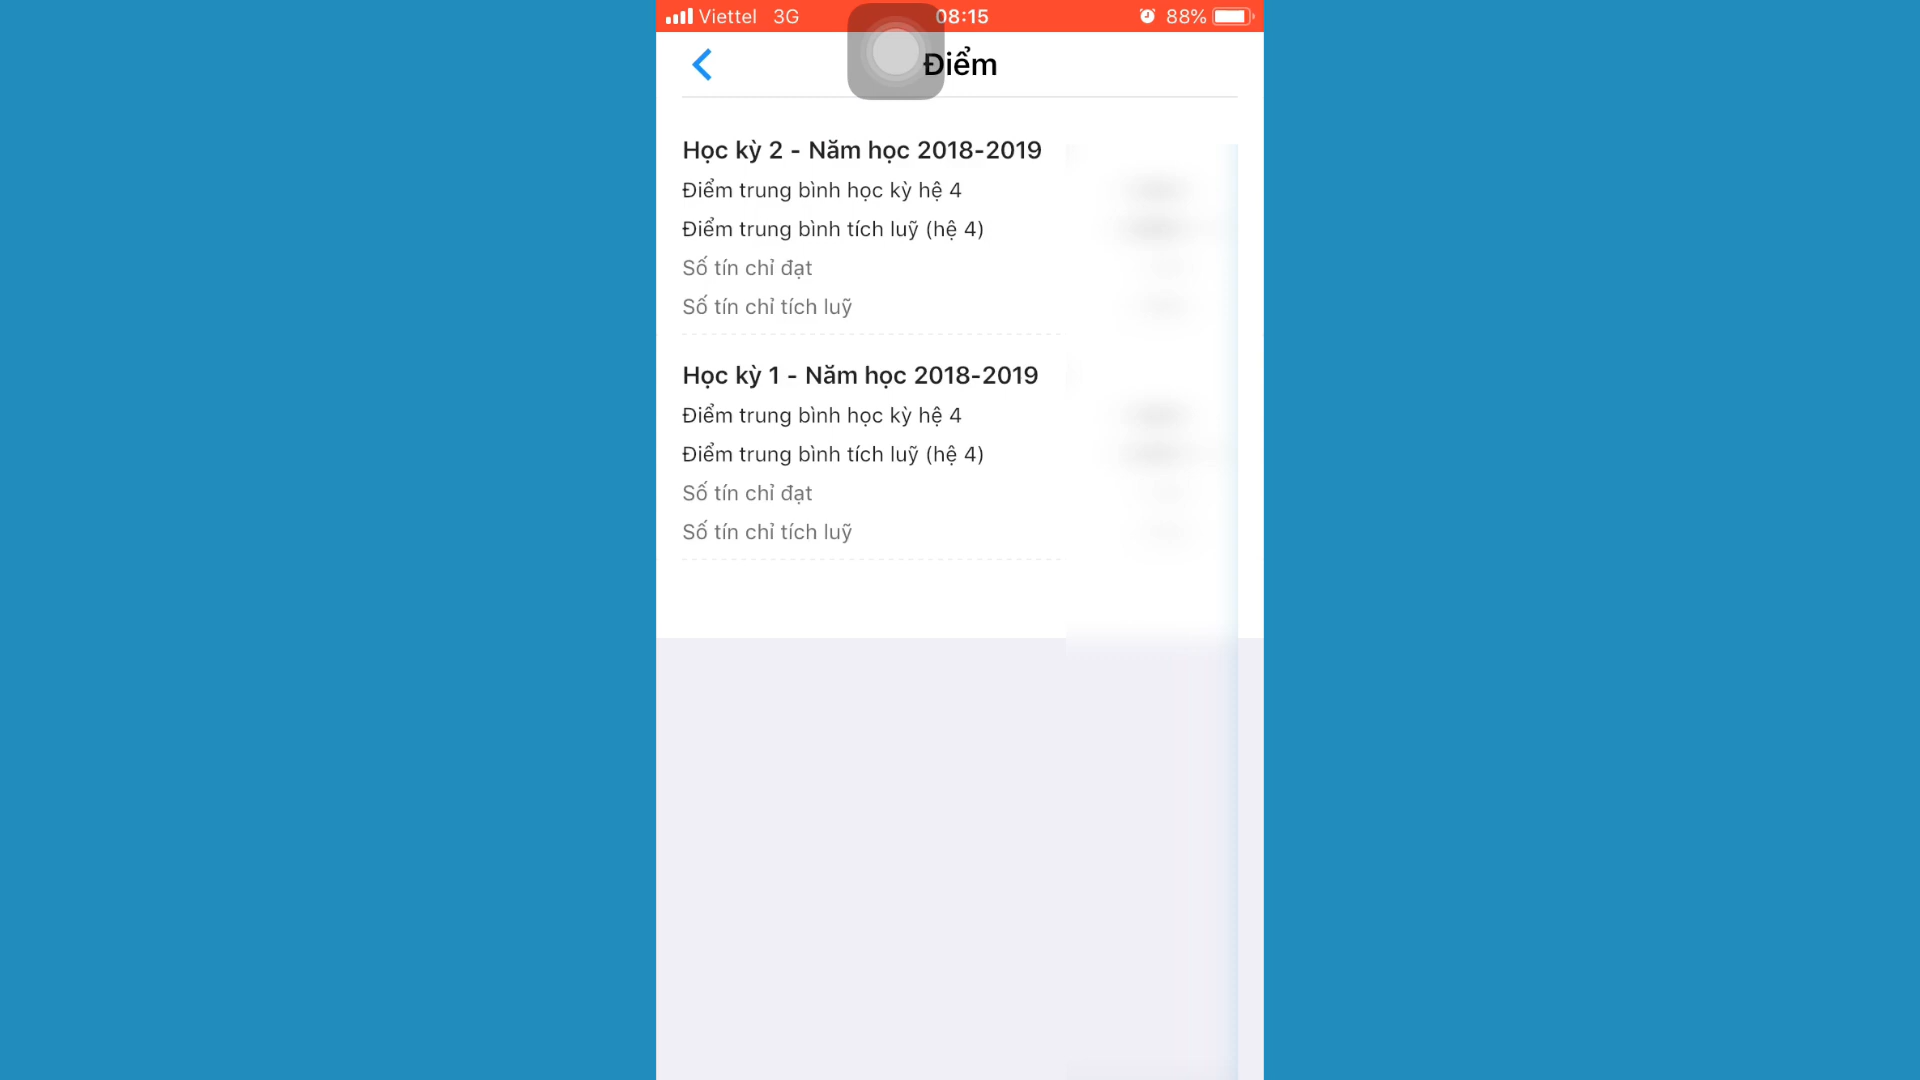 Viettel 3G 08:15 88%
Điểm
Học kỳ 2 - Năm học 2018-2019
Điểm trung bình học kỳ hệ 4
Điểm trung bình tích luỹ (hệ 4)
Số tín chỉ đạt
Số tín chỉ tích luỹ
Học kỳ 1 - Năm học 2018-2019
Điểm trung bình học kỳ hệ 4
Điểm trung bình tích luỹ (hệ 4)
Số tín chỉ đạt
Số tín chỉ tích luỹ